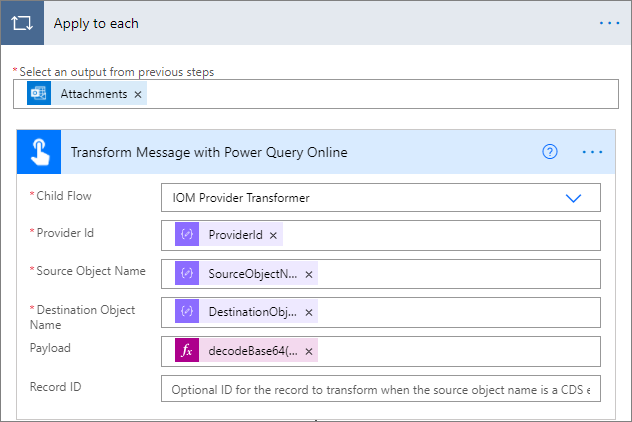 Apply to each
*Select an output from previous steps
Attachments
Transform Message with Power Query Online
*Child Flow
IOM Provider Transformer
*Provider Id
ProviderId
*Source Object Name
SourceObjectN...
*Destination Object
Name
DestinationObj...
Payload
fx decodeBase64(...
Record ID
Optional ID for the record to transform when the source object name is a CDS e